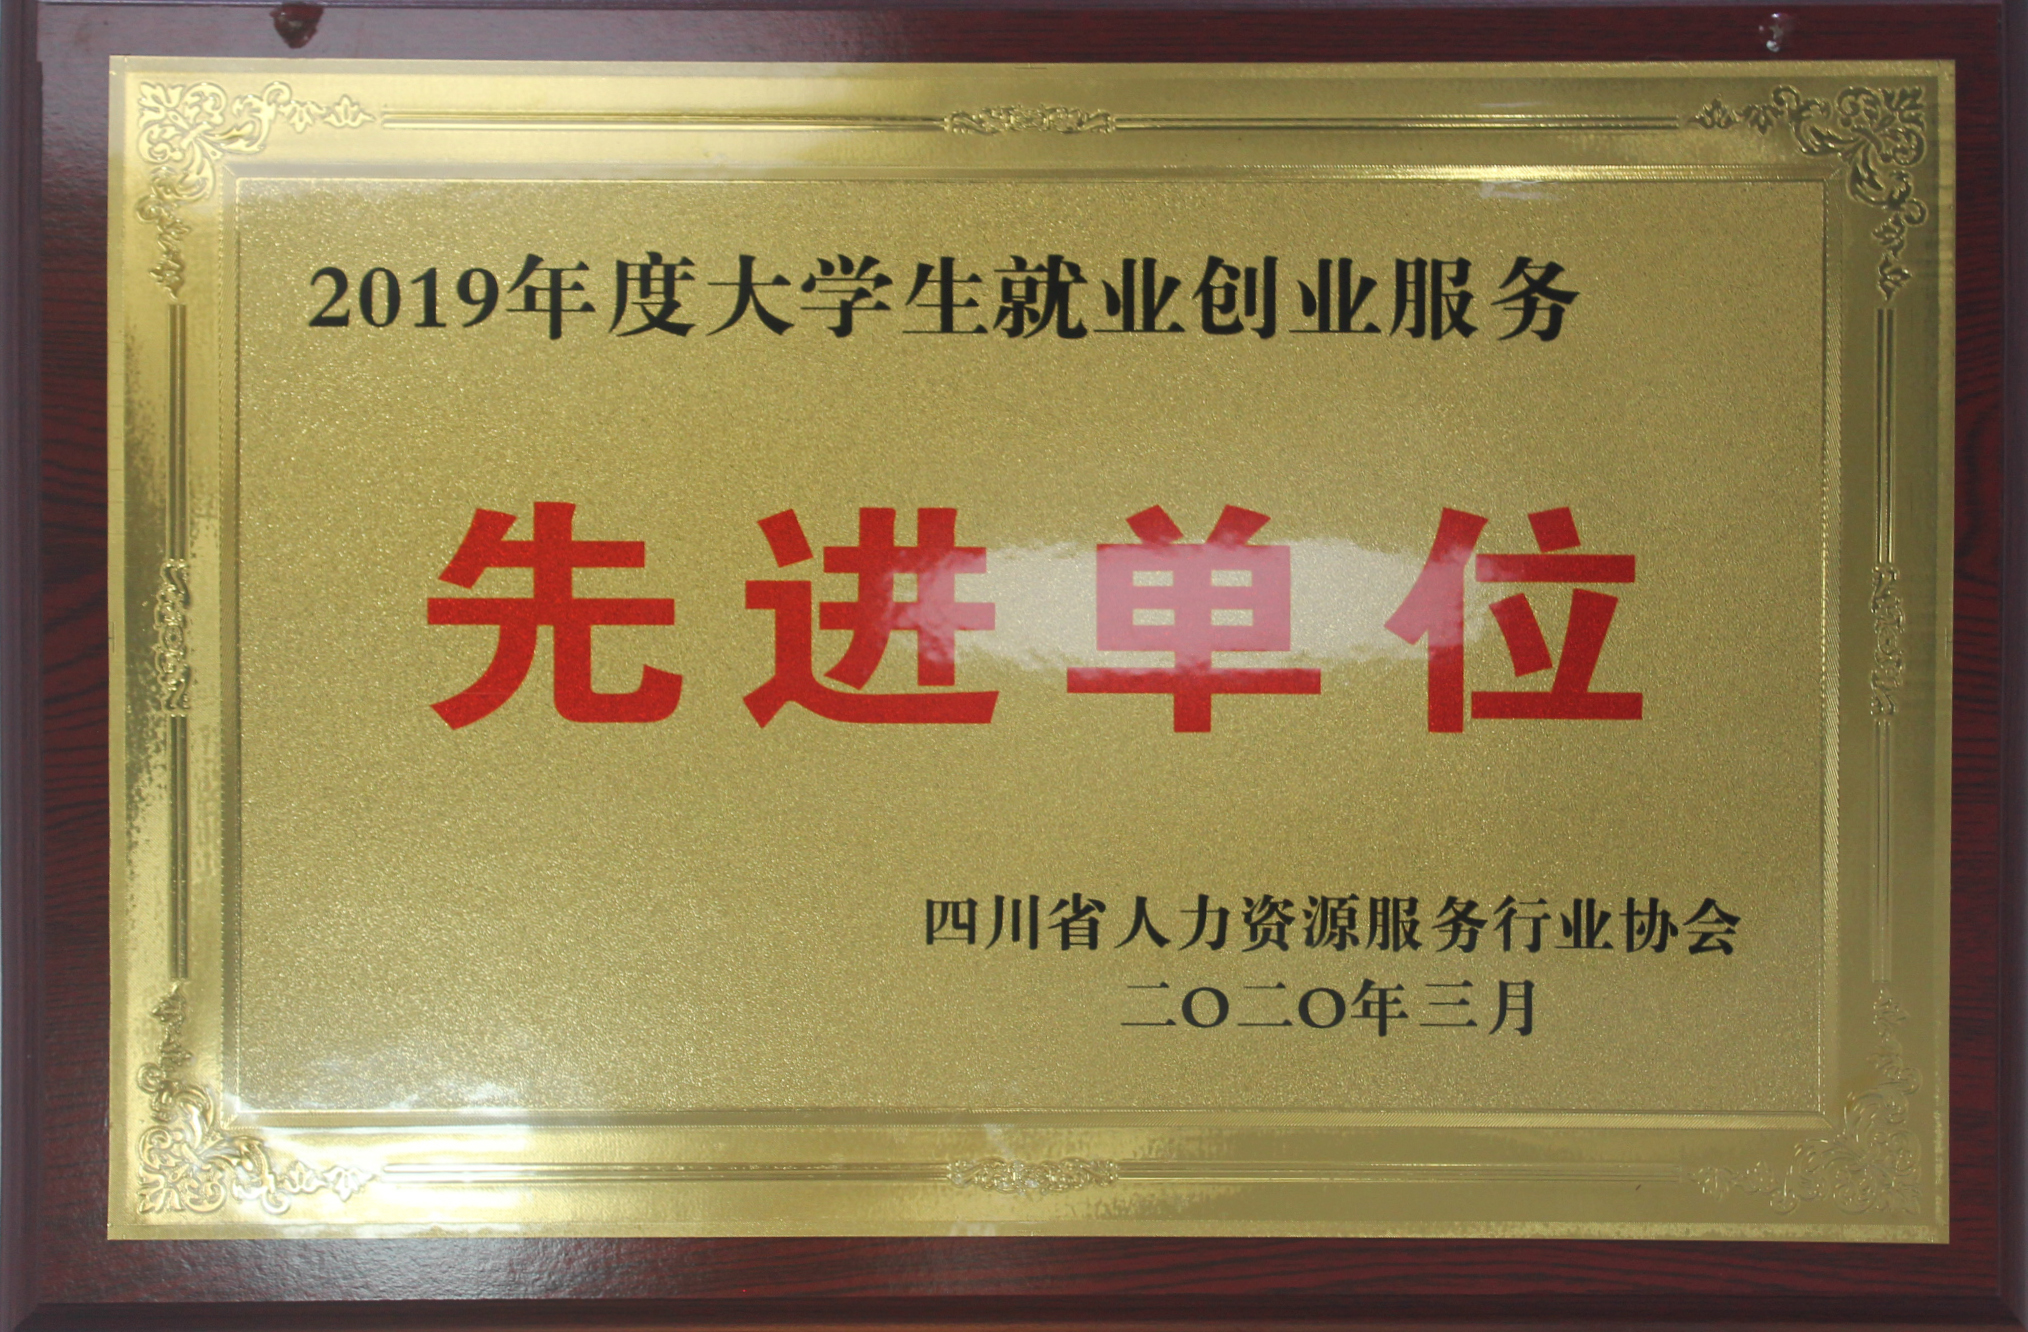 2019年度大学生就业创业服务
先进单位
四川省人力资源服务行业协会
二〇二〇年三月